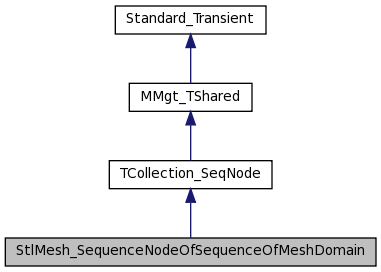 Standard_Transient
MMgt_TShared
TCollection_SeqNode
StlMesh_SequenceNodeOfSequenceOfMeshDomain